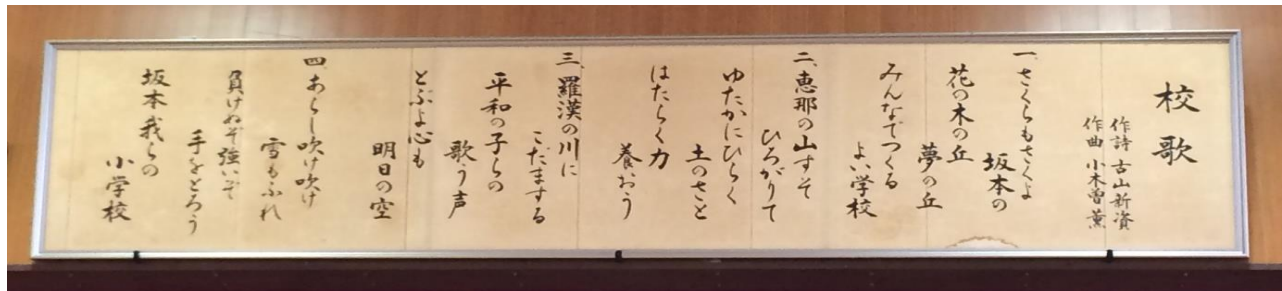 校歌
作詩 古山新資
作曲 小木曽薫
一、さくらもさくよ
坂本の
花の木の丘
夢の丘
みんなでつくる
よい学校
二、恵那の山すそ
ひろがりて
ゆたかにひらく
土のさと
はたらく力
養おう
三、羅漢の川に
こだまする
平和の子らの
歌う声
とぶよ心も
明日の空
四、あらし吹け吹け
雪もふれ
負けぬぞ強いぞ
手をとろう
坂本我らの
小学校